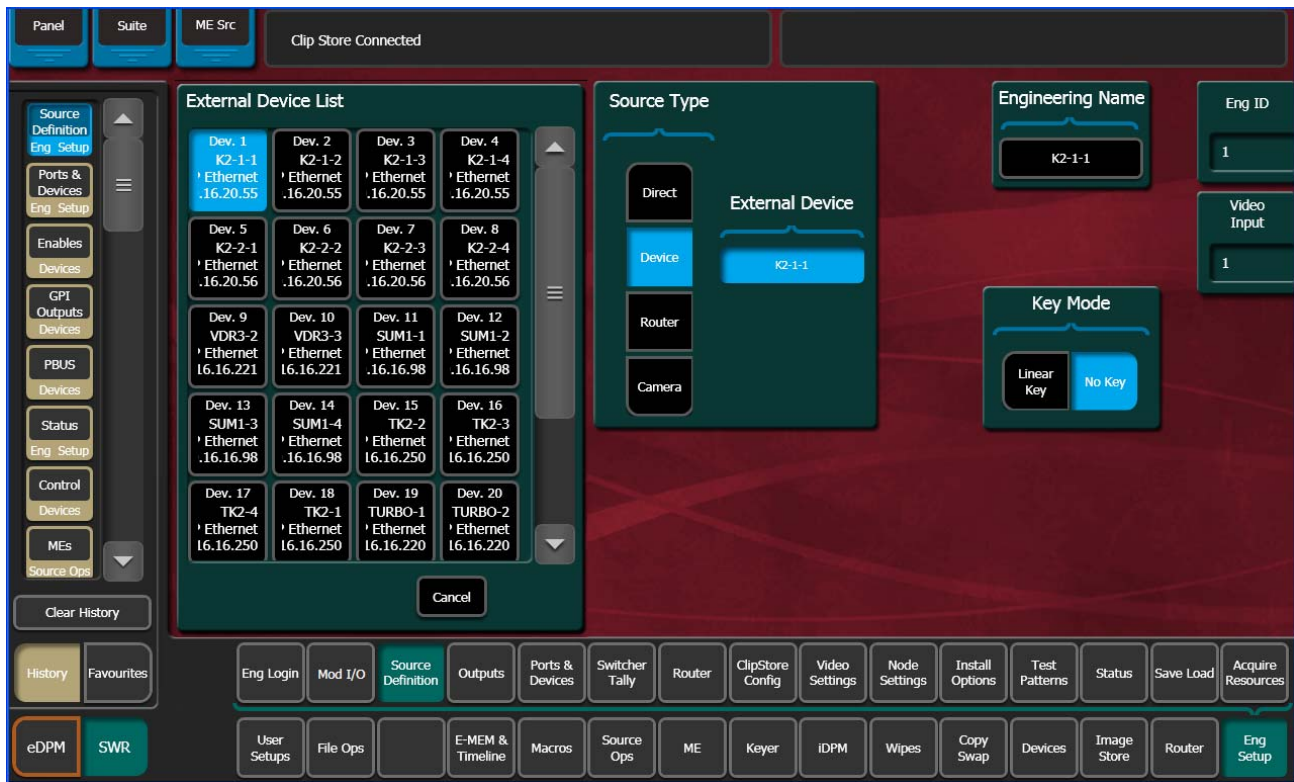 Panel
Suite
ME Src
Clip Store Connected
Source
Definition
Eng Setup
Ports &
Devices
Eng Setup
Enables
Devices
GPI
Outputs
Devices
PBUS
Devices
Status
Eng Setup
Control
Devices
MEs
Source Ops
Clear History
History
Favourites
eDPM
SWR
External Device List
Dev. 1
K2-1-1
Ethernet
.16.20.55
Dev. 2
K2-1-2
Ethernet
.16.20.55
Dev. 3
K2-1-3
Ethernet
.16.20.55
Dev. 4
K2-1-4
Ethernet
.16.20.55
Dev. 5
K2-2-1
Ethernet
.16.20.56
Dev. 6
K2-2-2
Ethernet
.16.20.56
Dev. 7
K2-2-3
Ethernet
.16.20.56
Dev. 8
K2-2-4
Ethernet
.16.20.56
Dev. 9
VDR3-2
Ethernet
16.16.221
Dev. 10
VDR3-3
Ethernet
16.16.221
Dev. 11
SUM1-1
Ethernet
.16.16.98
Dev. 12
SUM1-2
Ethernet
.16.16.98
Dev. 13
SUM1-3
Ethernet
.16.16.98
Dev. 14
SUM1-4
Ethernet
.16.16.98
Dev. 15
TK2-2
Ethernet
16.16.250
Dev. 16
TK2-3
Ethernet
16.16.250
Dev. 17
TK2-4
Ethernet
16.16.250
Dev. 18
TK2-1
Ethernet
16.16.250
Dev. 19
TURBO-1
Ethernet
16.16.220
Dev. 20
TURBO-2
Ethernet
16.16.220
Cancel
Source Type
Direct
Device
Router
Camera
External Device
K2-1-1
Engineering Name
K2-1-1
Key Mode
Linear
Key
No Key
Eng ID
1
Video
Input
1
Eng Login
Mod I/O
Source
Definition
Outputs
Ports &
Devices
Switcher
Tally
Router
ClipStore
Config
Video
Settings
Node
Settings
Install
Options
Test
Patterns
Status
Save Load
Acquire
Resources
User
Setups
File Ops
E-MEM &
Timeline
Macros
Source
Ops
ME
Keyer
iDPM
Wipes
Copy
Swap
Devices
Image
Store
Router
Eng
Setup